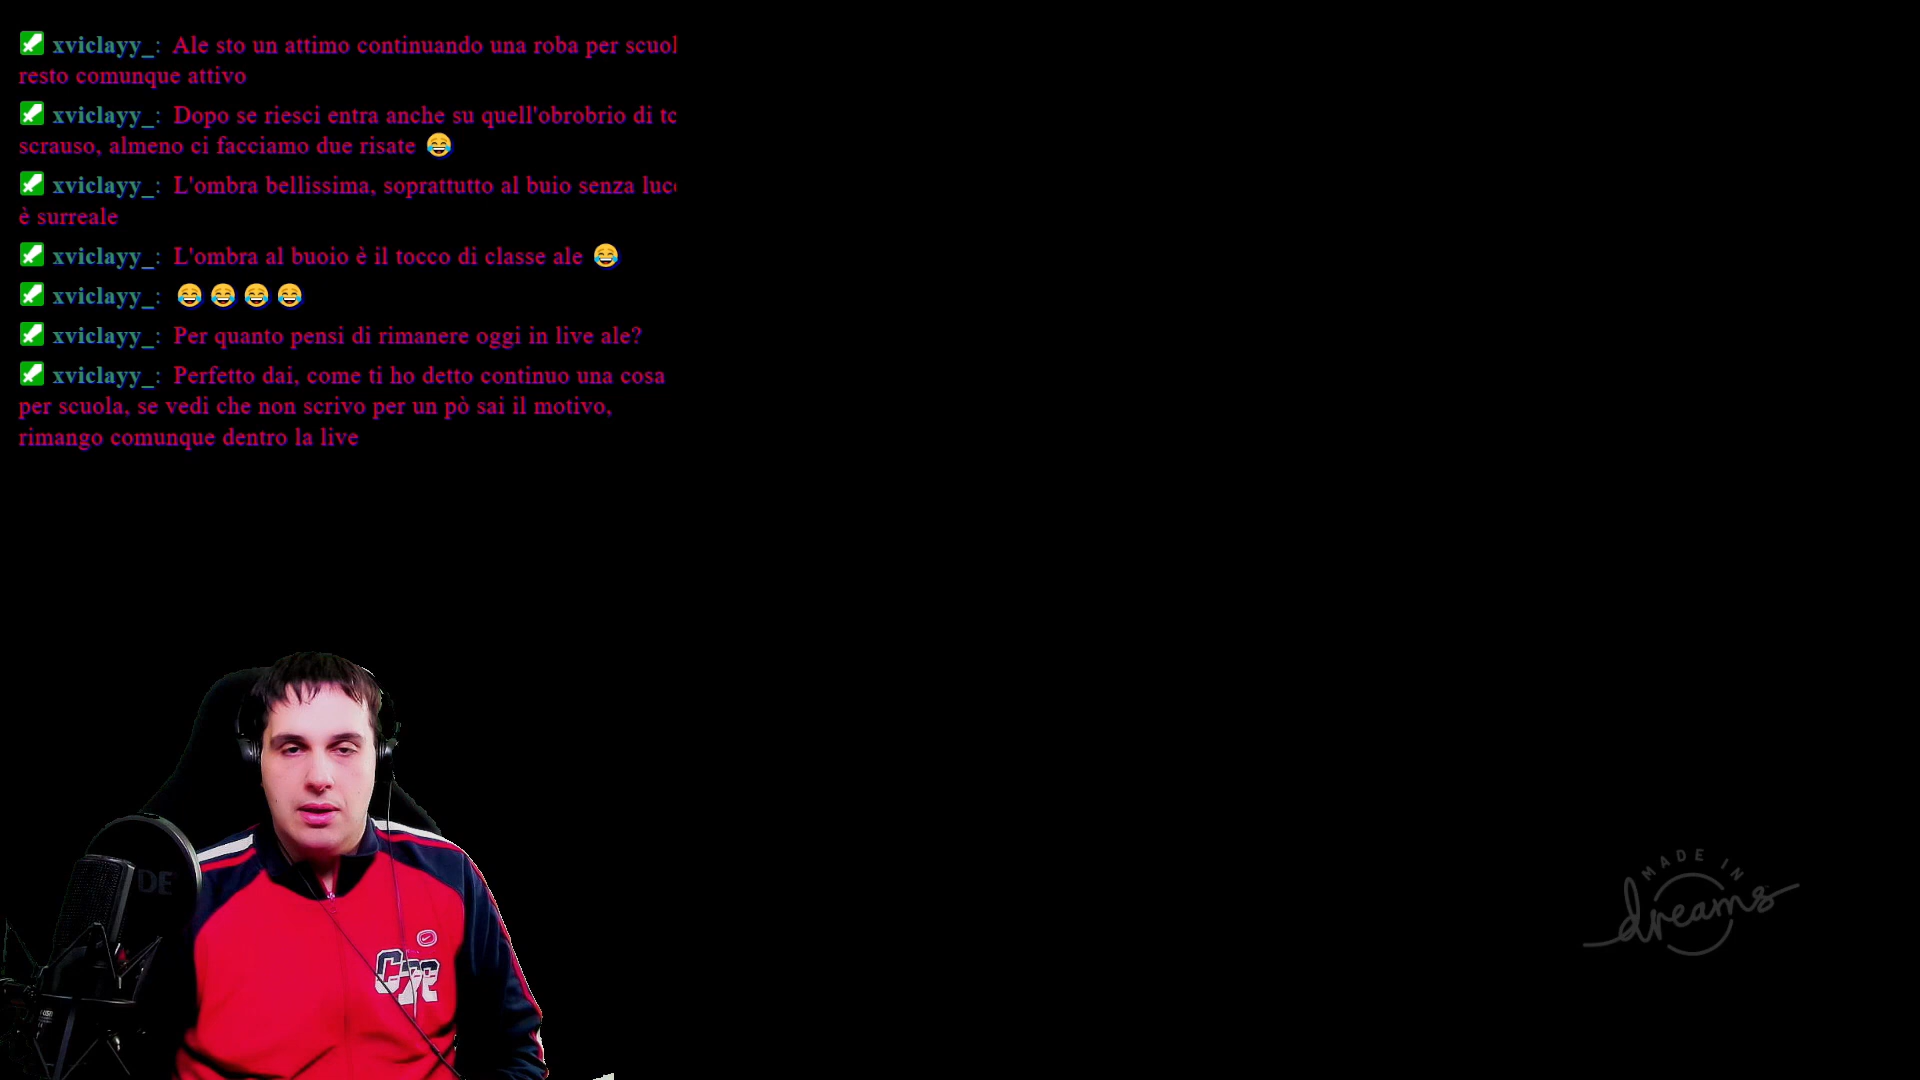 xviclayy_: Ale sto un attimo continuando una roba per scuol
resto comunque attivo
xviclayy_: Dopo se riesci entra anche su quell'obrobrio di to
scrauso, almeno ci facciamo due risate 😂
xviclayy_: L'ombra bellissima, soprattutto al buio senza luce
è surreale
xviclayy_: L'ombra al buoio è il tocco di classe ale 😂
xviclayy_: 😂 😂 😂 😂
xviclayy_: Per quanto pensi di rimanere oggi in live ale?
xviclayy_: Perfetto dai, come ti ho detto continuo una cosa
per scuola, se vedi che non scrivo per un pò sai il motivo,
rimango comunque dentro la live
DE
MADE IN
dreams